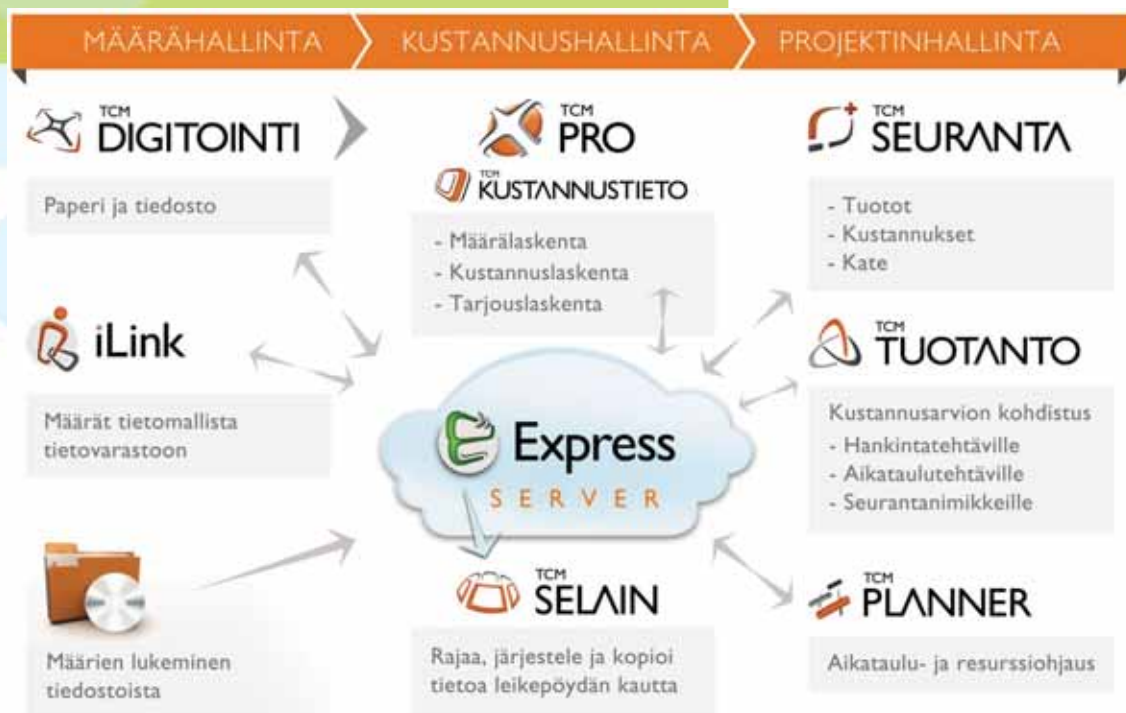 MÄÄRÄHALLINTA
KUSTANNUSHALLINTA
PROJEKTINHALLINTA
TCM
DIGITOINTI
Paperi ja tiedosto
iLink
Määrät tietomallista
tietovarastoon
Määrien lukeminen
tiedostoista
TCM
PRO
TCM
KUSTANNUSTIETO
- Määrälaskenta
- Kustannuslaskenta
- Tarjouslaskenta
Express
SERVER
TCM
SELAIN
Rajaa, järjestele ja kopioi
tietoa leikepöydän kautta
TCM
SEURANTA
- Tuotot
- Kustannukset
- Kate
TCM
TUOTANTO
Kustannusarvion kohdistus
- Hankintatehtäville
- Aikataulutehtäville
- Seurantanimikkeille
TCM
PLANNER
Aikataulu- ja resurssiohjaus